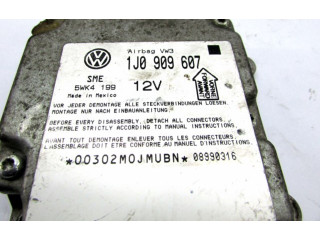 Airbag VW3
1J0 909 607
SME
5WK4 199
12V
Made in Mexico
VOR JEDER DEMONTAGE ALLE STECKVERBINDUNGEN LOESEN.
MONTAGE NUR NACH EINBAUANLEITUNG!
BEFORE EVERY DISASSEMBLY, DETACH ALL CONNECTORS.
ASSEMBLE STRICTLY ACCORDING TO MANUAL INSTRUCTIONS.
AVANT TOUT DEMONTAGE ENLEVER TOUS LES CONNECTEURS.
L'ASSEMBLAGE DOIT ETRE CONFORME AU MANUEL D'INSTRUCTION!
*00302M0JMUBN* 08990316